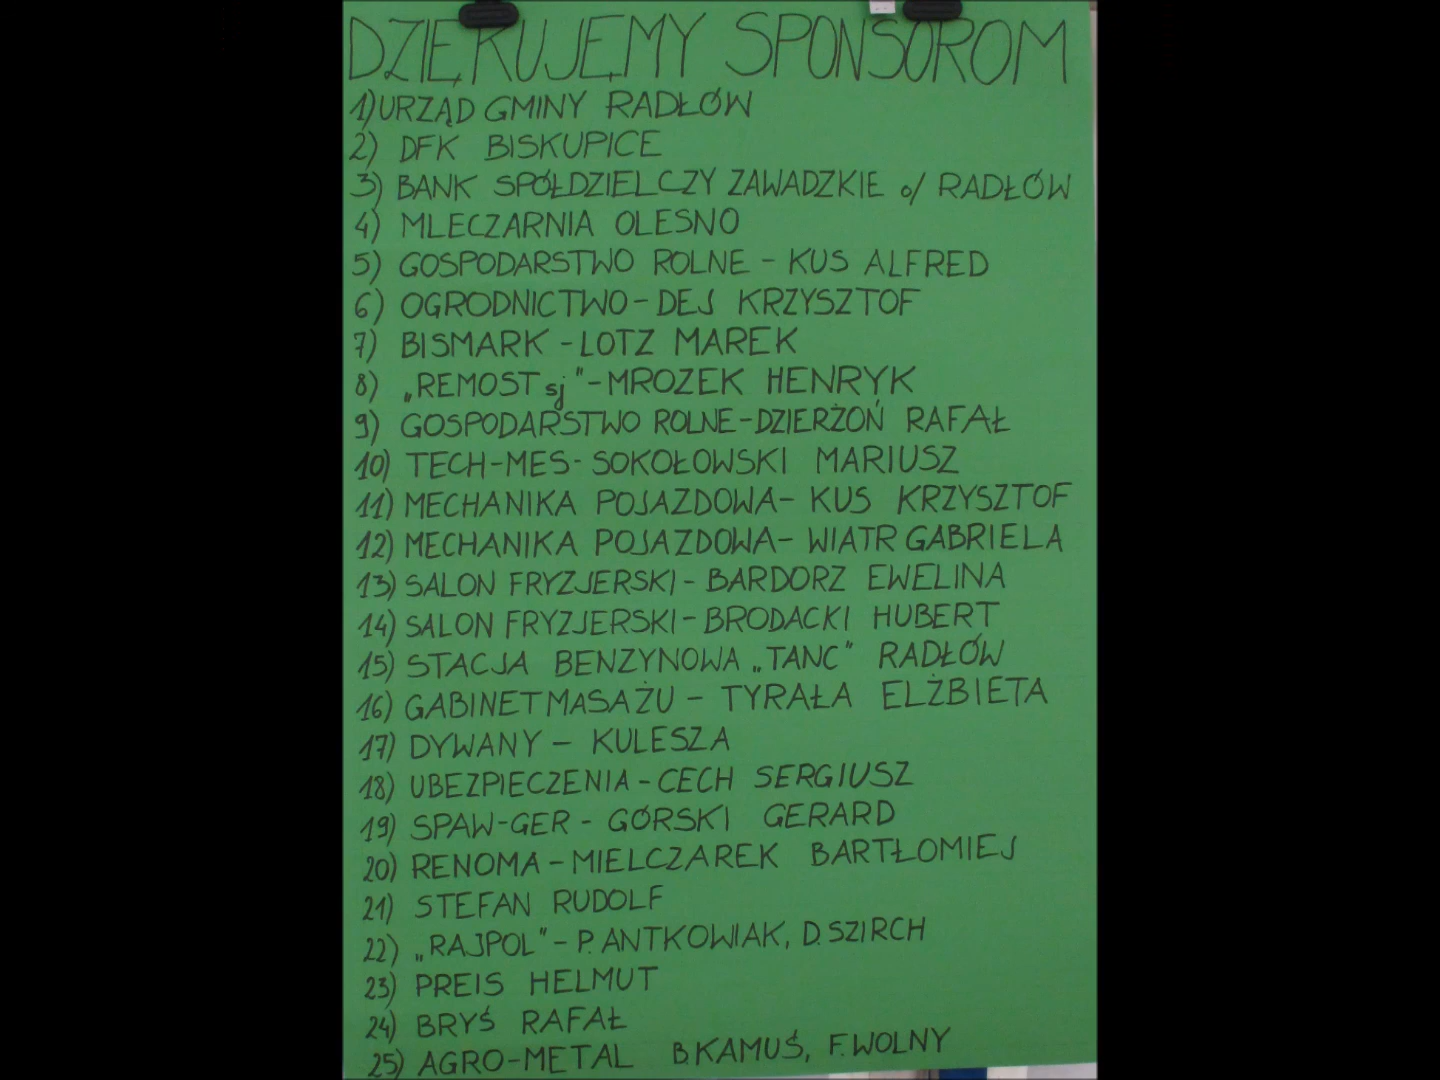 DZIĘKUJEMY SPONSOROM
1) URZĄD GMINY RADŁÓW
2) DFK BISKUPICE
3) BANK SPÓŁDZIELCZY ZAWADZKIE o/ RADŁÓW
4) MLECZARNIA OLESNO
5) GOSPODARSTWO ROLNE - KUS ALFRED
6) OGRODNICTWO - DEJ KRZYSZTOF
7) BISMARK - LOTZ MAREK
8) „REMOST sj" - MROZEK HENRYK
9) GOSPODARSTWO ROLNE - DZIERŻOŃ RAFAŁ
10) TECH-MES - SOKOŁOWSKI MARIUSZ
11) MECHANIKA POJAZDOWA - KUS KRZYSZTOF
12) MECHANIKA POJAZDOWA - WIATR GABRIELA
13) SALON FRYZJERSKI - BARDORZ EWELINA
14) SALON FRYZJERSKI - BRODACKI HUBERT
15) STACJA BENZYNOWA „TANC" RADŁÓW
16) GABINET MASAŻU - TYRAŁA ELŻBIETA
17) DYWANY - KULESZA
18) UBEZPIECZENIA - CECH SERGIUSZ
19) SPAW-GER - GÓRSKI GERARD
20) RENOMA - MIELCZAREK BARTŁOMIEJ
21) STEFAN RUDOLF
22) „RAJPOL" - P. ANTKOWIAK, D. SZIRCH
23) PREIS HELMUT
24) BRYŚ RAFAŁ
25) AGRO-METAL B. KAMUŚ, F. WOLNY